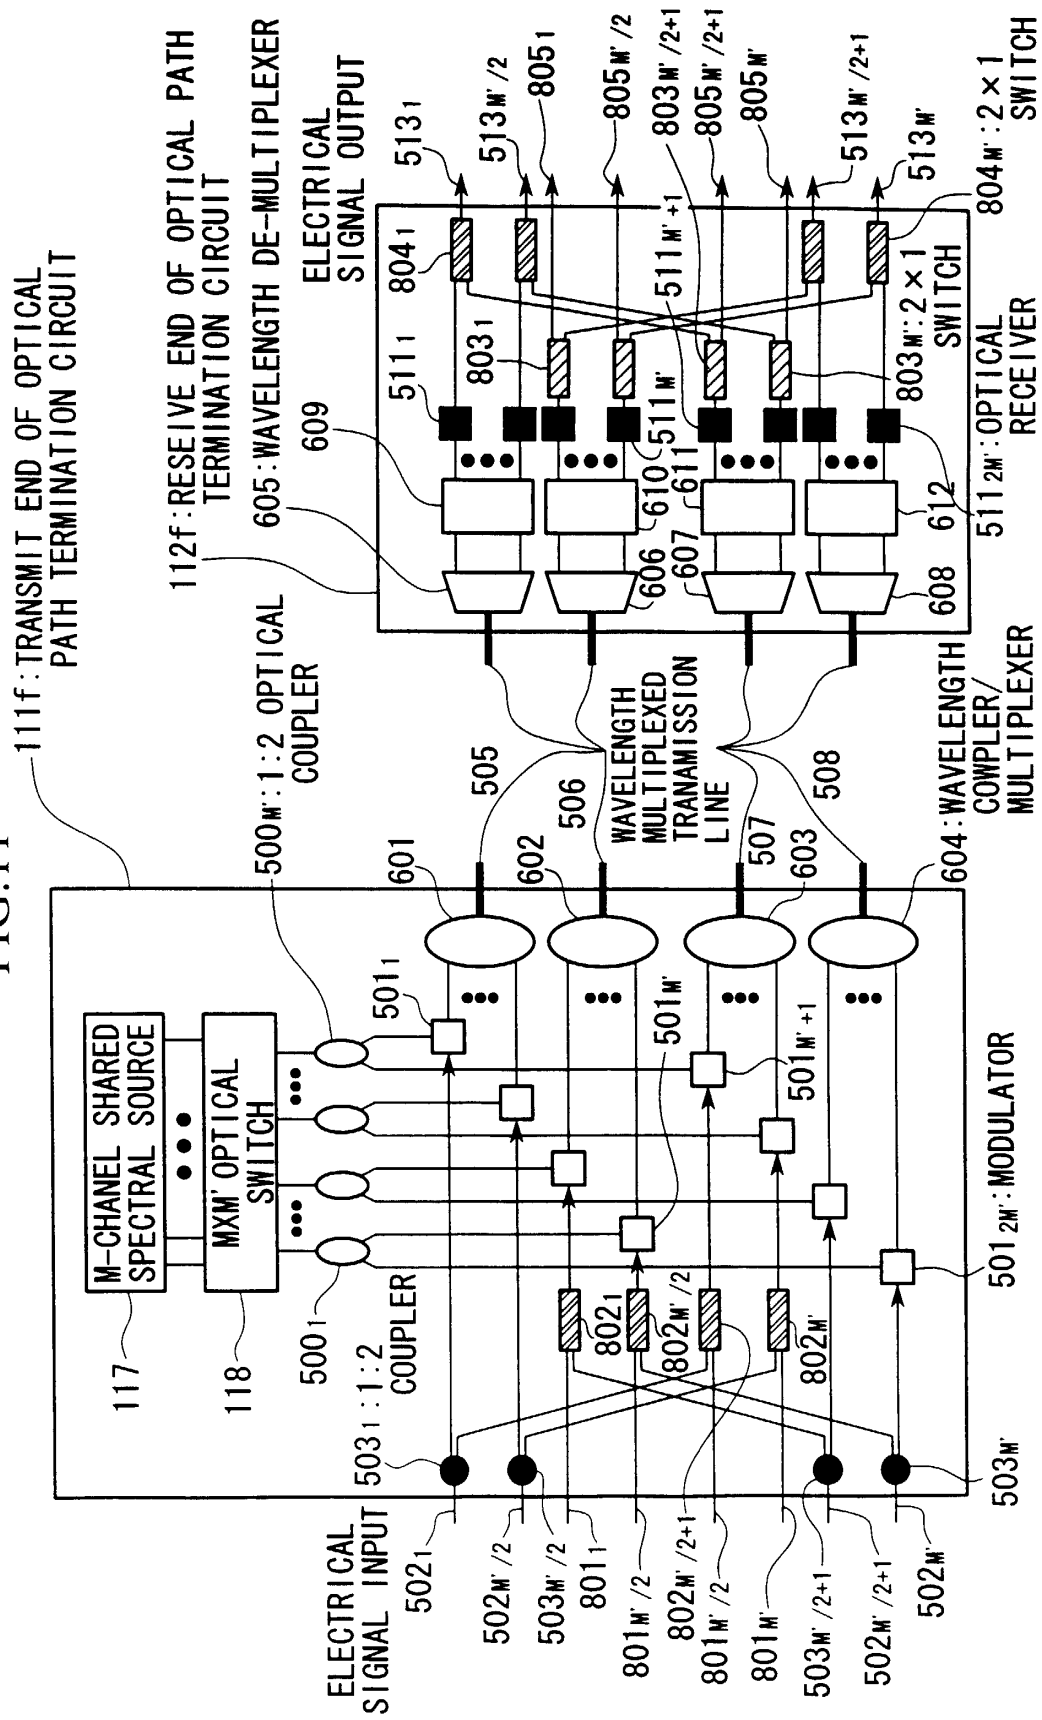 111f:TRANSMIT END OF OPTICAL
PATH TERMINATION CIRCUIT
112f:RESEIVE END OF OPTICAL PATH
TERMINATION CIRCUIT
M-CHANEL SHARED
SPECTRAL SOURCE
117
MXM' OPTICAL
SWITCH
118
500M':1:2 OPTICAL
COUPLER
5001
5031:1:2
COUPLER
ELECTRICAL
SIGNAL INPUT
5021
502M'/2
503M'/2
8011
801M'/2
802M'/2+1
801M'/2
801M'
503M'/2+1
502M'/2+1
502M'
503M'
8021
802M'/2
802M'
5011
501M'
501M'+1
5012M':MODULATOR
601
602
603
604:WAVELENGTH
COWPLER/
MULTIPLEXER
505
506
WAVELENGTH
MULTIPLEXED
TRANAMISSION
LINE
507
508
605:WAVELENGTH DE-MULTIPLEXER
606
607
608
609
610
611
612
5111
511M'
511M'+1
5112M':OPTICAL
RECEIVER
8031
803M':2×1
SWITCH
8041
ELECTRICAL
SIGNAL OUTPUT
5131
513M'/2
8051
805M'/2
803M'/2+1
805M'/2+1
805M'
513M'/2+1
513M'
804M':2×1
SWITCH